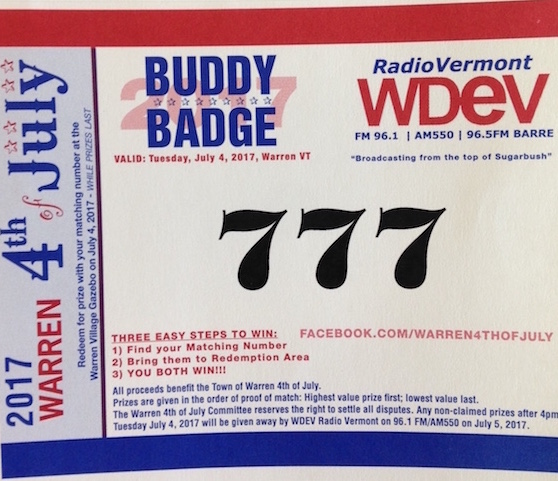 2017
WARREN
4th of July
Redeem for prize with your matching number at the
Warren Village Gazebo on July 4, 2017 - WHILE PRIZES LAST
2017
BUDDY
BADGE
VALID: Tuesday, July 4, 2017, Warren VT
RadioVermont
WDeV
FM 96.1 | AM550 | 96.5FM BARRE
"Broadcasting from the top of Sugarbush"
777
THREE EASY STEPS TO WIN:
1) Find your Matching Number
2) Bring them to Redemption Area
3) YOU BOTH WIN!!!
FACEBOOK.COM/WARREN4THOFJULY
All proceeds benefit the Town of Warren 4th of July.
Prizes are given in the order of proof of match: Highest value prize first; lowest value last.
The Warren 4th of July Committee reserves the right to settle all disputes. Any non-claimed prizes after 4pm
Tuesday July 4, 2017 will be given away by WDEV Radio Vermont on 96.1 FM/AM550 on July 5, 2017.